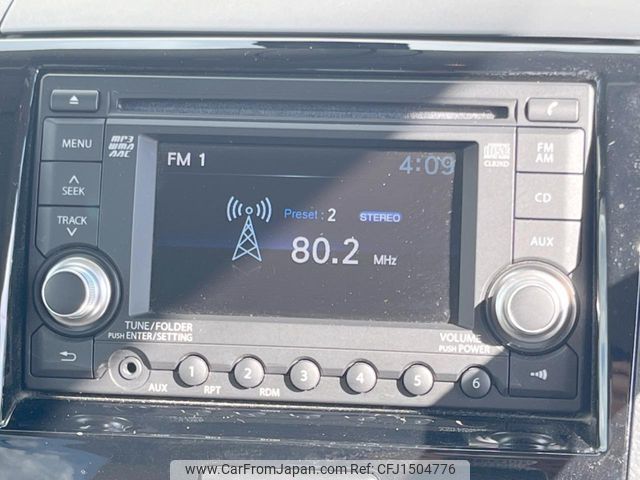 MENU
MP3
WMA
AAC
FM 1
4:09
FM
AM
SEEK
CD
TRACK
Preset : 2 STEREO
80.2 MHz
AUX
TUNE/FOLDER
PUSH ENTER/SETTING
VOLUME
PUSH POWER
AUX
1
RPT
2
RDM
3
4
5
6
www.CarFromJapan.com
© CarFromJapan.com - CFJ1504776